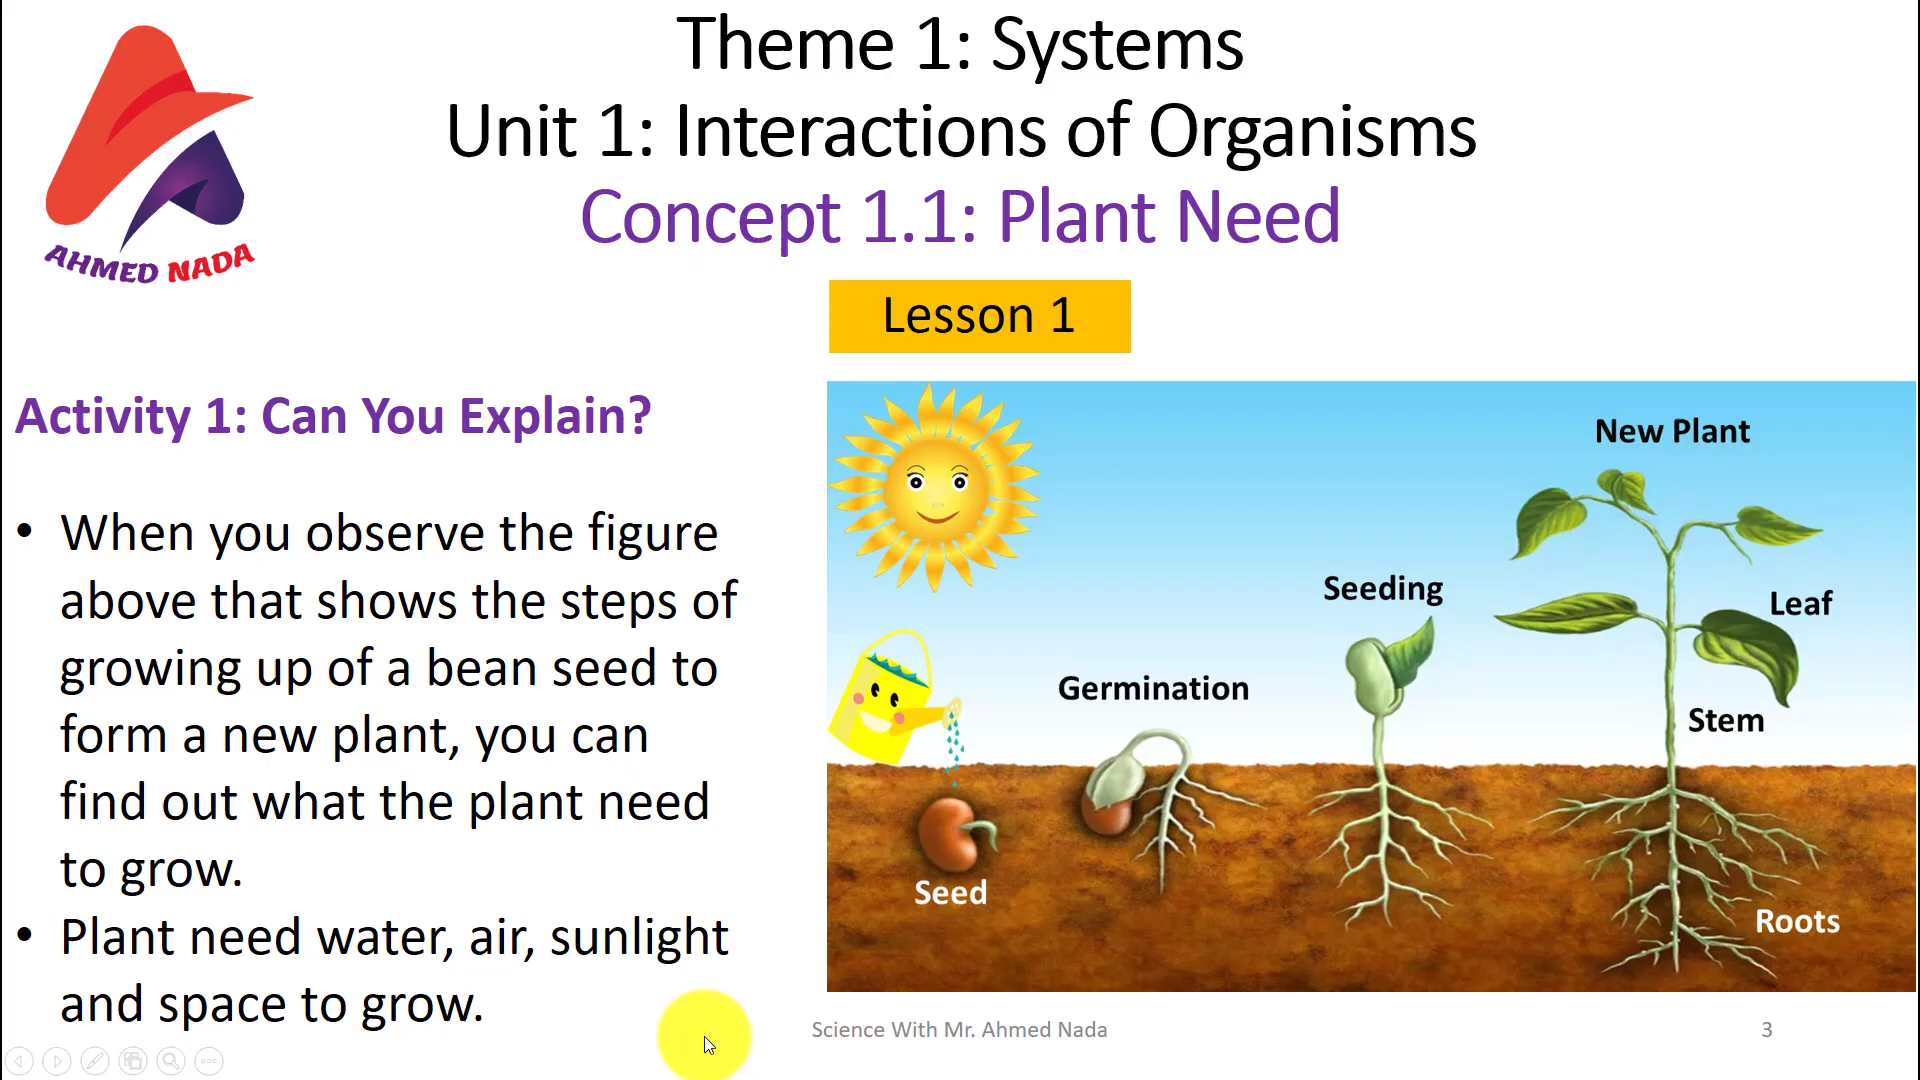 Theme 1: Systems
Unit 1: Interactions of Organisms
Concept 1.1: Plant Need
AHMED NADA
Lesson 1
Activity 1: Can You Explain?
• When you observe the figure
above that shows the steps of
growing up of a bean seed to
form a new plant, you can
find out what the plant need
to grow.
• Plant need water, air, sunlight
and space to grow.
New Plant
Seeding
Leaf
Germination
Stem
Seed
Roots
Science With Mr. Ahmed Nada
3